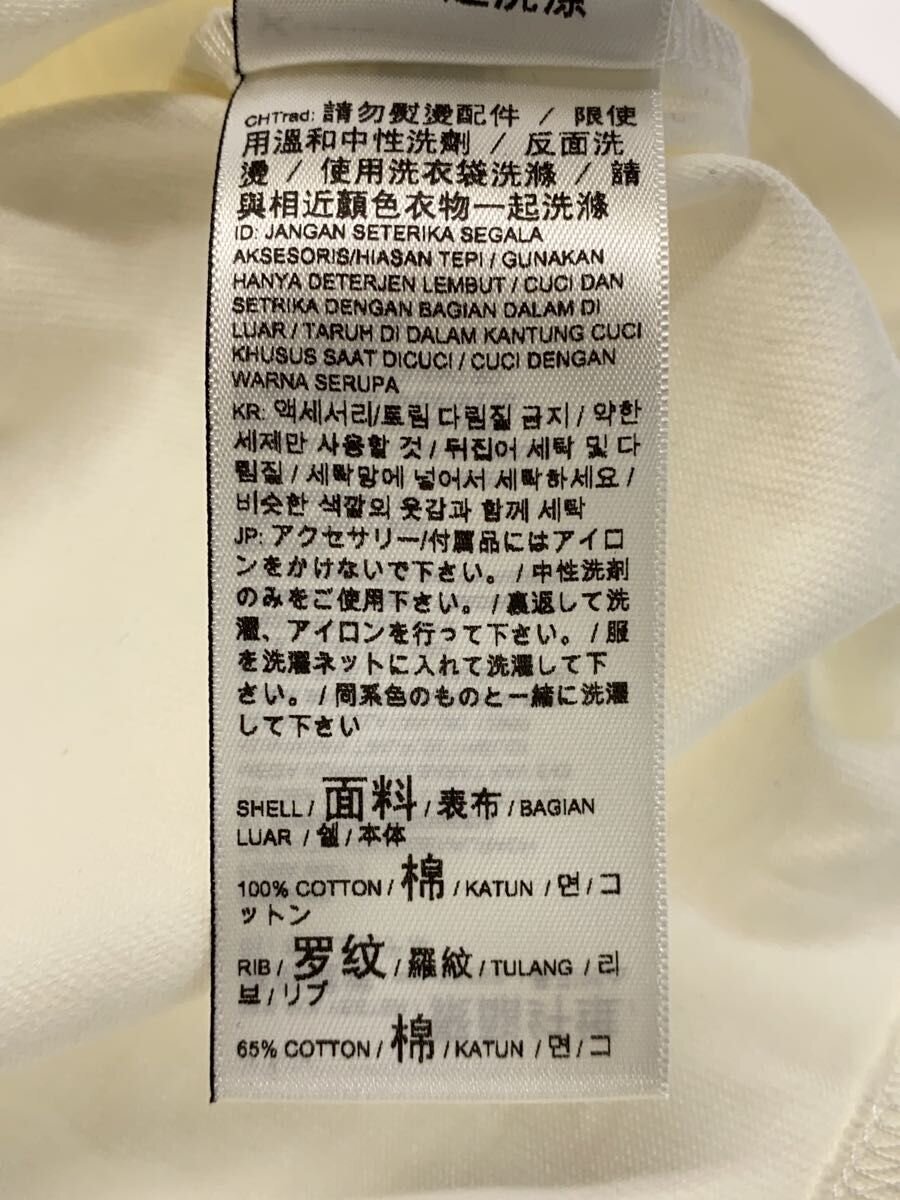 CHTrad: 請勿熨燙配件 / 限使
用溫和中性洗劑 / 反面洗
燙 / 使用洗衣袋洗滌 / 請
與相近顏色衣物一起洗滌
ID: JANGAN SETERIKA SEGALA
AKSESORIS/HIASAN TEPI / GUNAKAN
HANYA DETERJEN LEMBUT / CUCI DAN
SETRIKA DENGAN BAGIAN DALAM DI
LUAR / TARUH DI DALAM KANTUNG CUCI
KHUSUS SAAT DICUCI / CUCI DENGAN
WARNA SERUPA
KR: 액세서리/트림 다림질 금지 / 약한
세제만 사용할 것 / 뒤집어 세탁 및 다
림질 / 세탁망에 넣어서 세탁하세요 /
비슷한 색깔의 옷감과 함께 세탁
JP: アクセサリー/付属品にはアイロ
ンをかけないで下さい。 / 中性洗剤
のみをご使用下さい。 / 裏返して洗
濯、アイロンを行って下さい。 / 服
を洗濯ネットに入れて洗濯して下
さい。 / 同系色のものと一緒に洗濯
して下さい
SHELL / 面料 / 表布 / BAGIAN
LUAR / 쉘 / 本体
100% COTTON / 棉 / KATUN / 면 / コ
ットン
RIB / 罗纹 / 羅紋 / TULANG / 리
브 / リブ
65% COTTON / 棉 / KATUN / 면 / コ